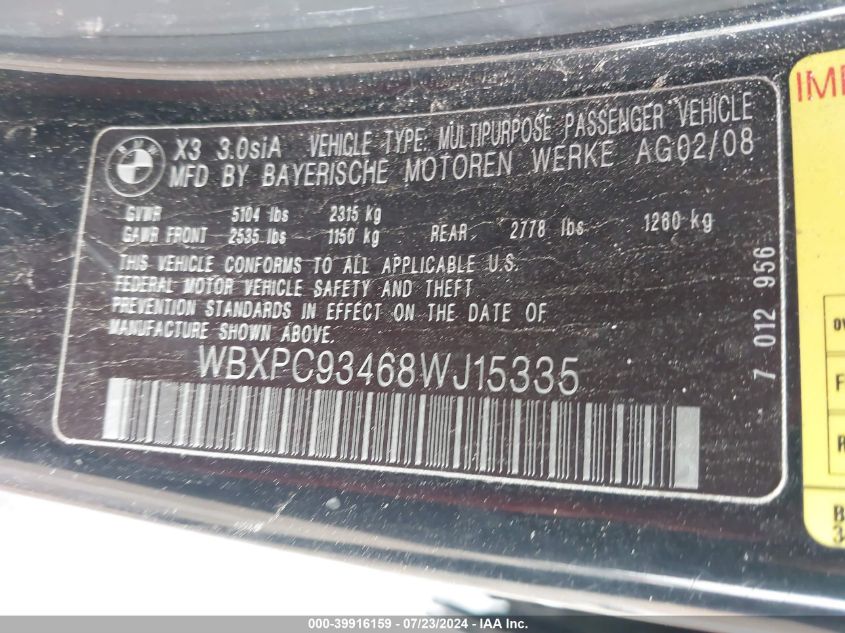 BMW
X3 3.0siA VEHICLE TYPE: MULTIPURPOSE PASSENGER VEHICLE
MFD BY BAYERISCHE MOTOREN WERKE AG02/08
GVWR 5104 lbs 2315 kg
GAWR FRONT 2535 lbs 1150 kg REAR 2778 lbs 1260 kg
THIS VEHICLE CONFORMS TO ALL APPLICABLE U.S.
FEDERAL MOTOR VEHICLE SAFETY AND THEFT
PREVENTION STANDARDS IN EFFECT ON THE DATE OF
MANUFACTURE SHOWN ABOVE.
WBXPC93468WJ15335
7 012 956
000-39916159 - 07/23/2024 - IAA Inc.